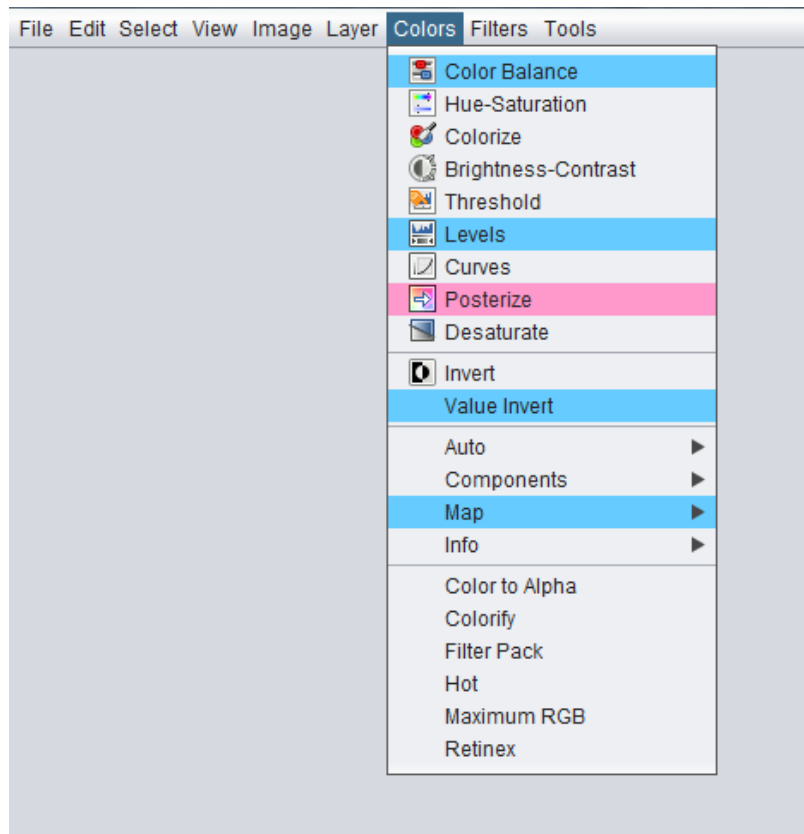 File Edit Select View Image Layer Colors Filters Tools
Color Balance
Hue-Saturation
Colorize
Brightness-Contrast
Threshold
Levels
Curves
Posterize
Desaturate
Invert
Value Invert
Auto
Components
Map
Info
Color to Alpha
Colorify
Filter Pack
Hot
Maximum RGB
Retinex